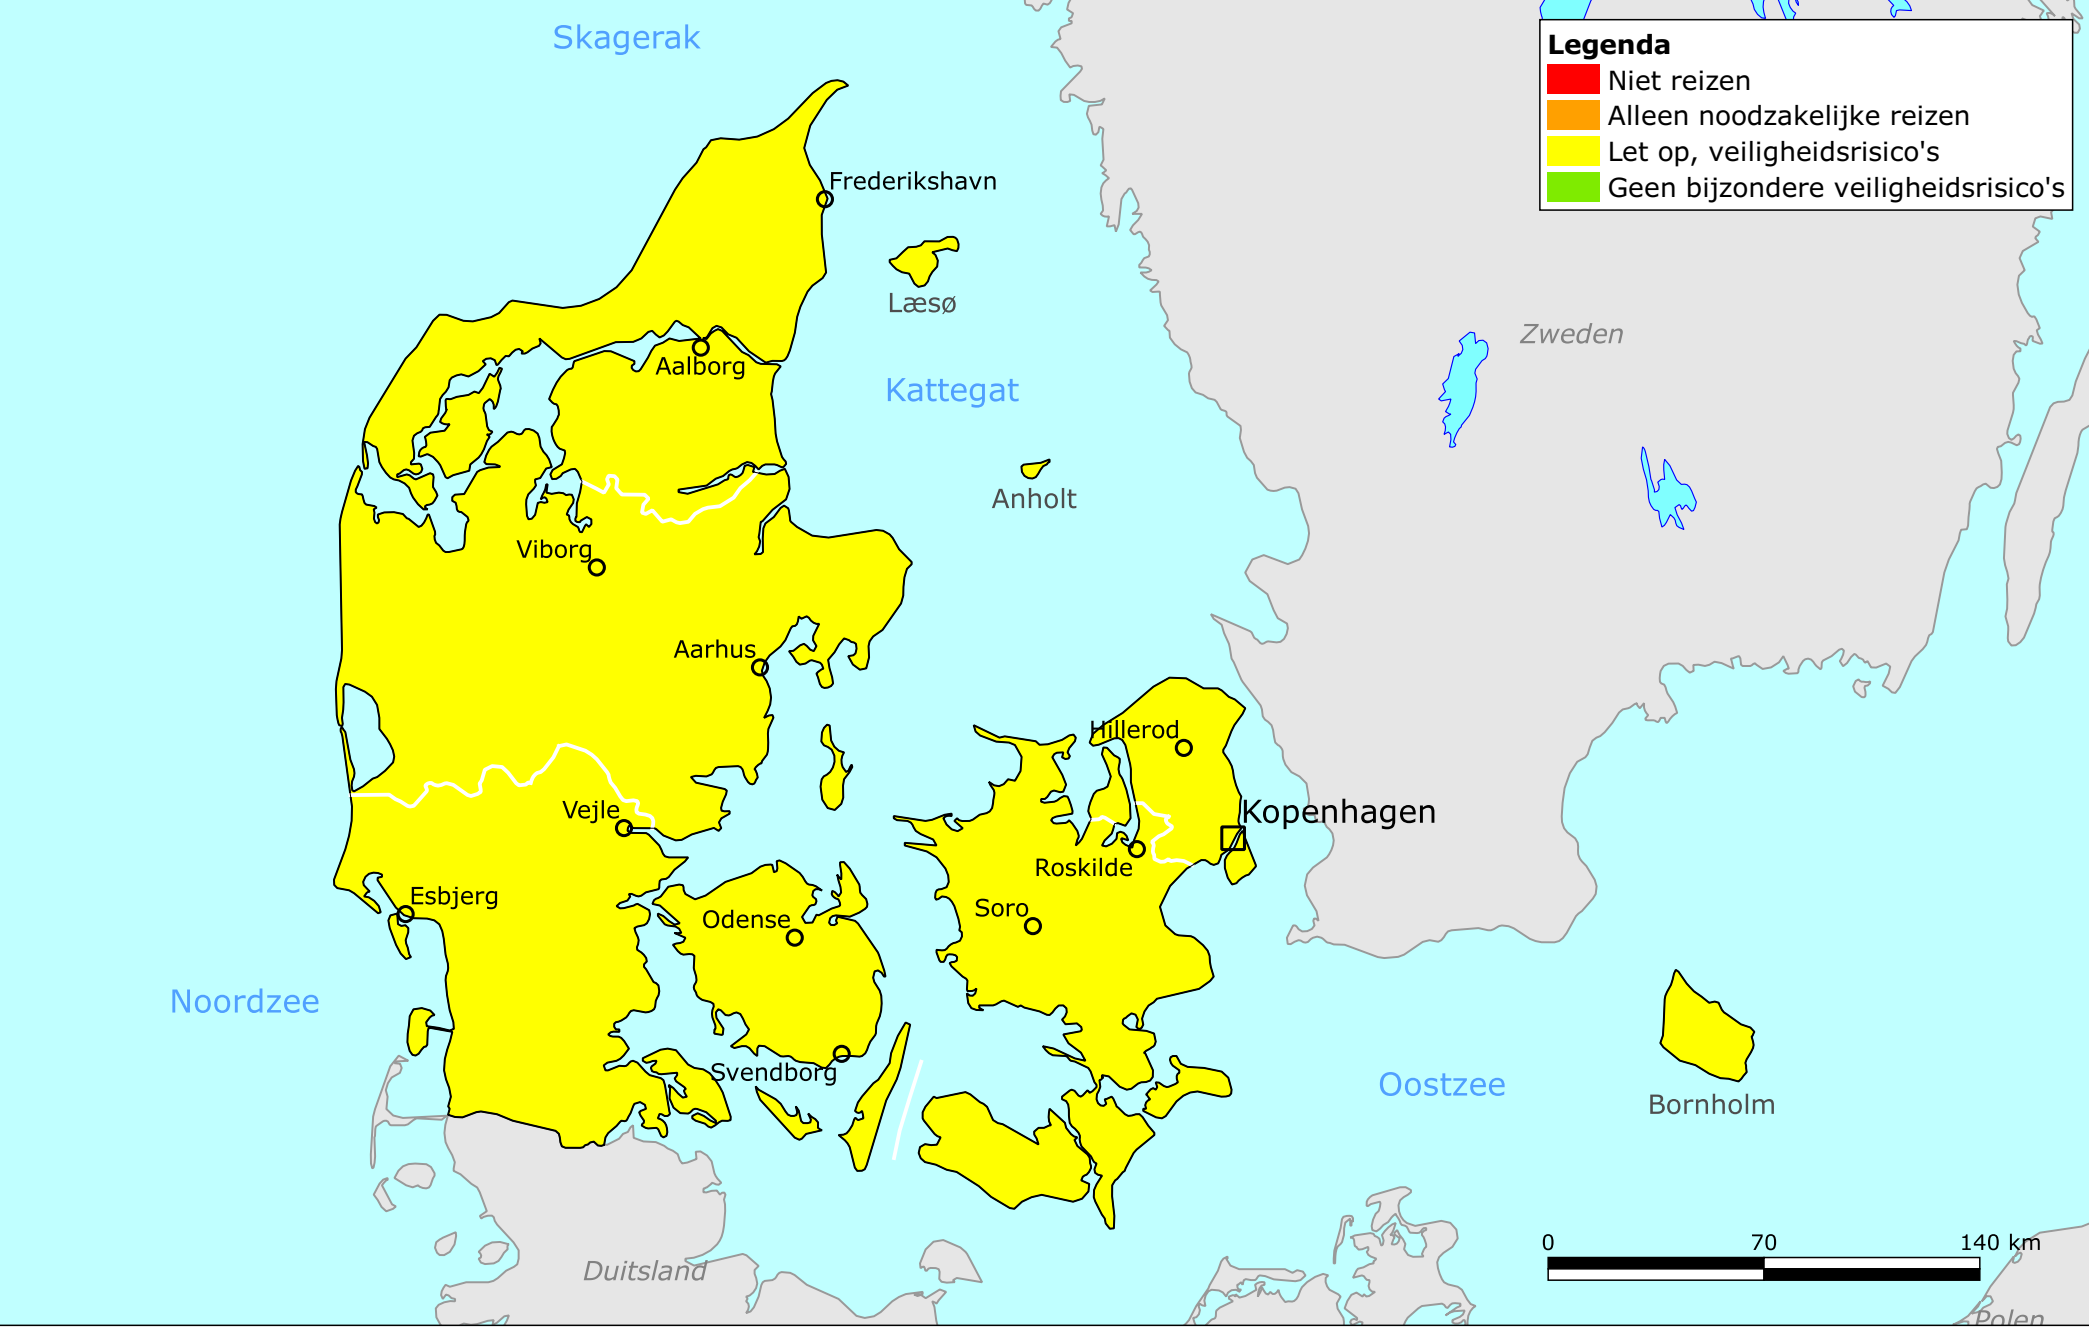 Skagerak
Legenda
Niet reizen
Alleen noodzakelijke reizen
Let op, veiligheidsrisico's
Geen bijzondere veiligheidsrisico's
Frederikshavn
Læsø
Zweden
Aalborg
Kattegat
Anholt
Viborg
Aarhus
Hillerod
Vejle
Kopenhagen
Roskilde
Esbjerg
Soro
Odense
Noordzee
Svendborg
Oostzee
Bornholm
0 70 140 km
Duitsland
Polen